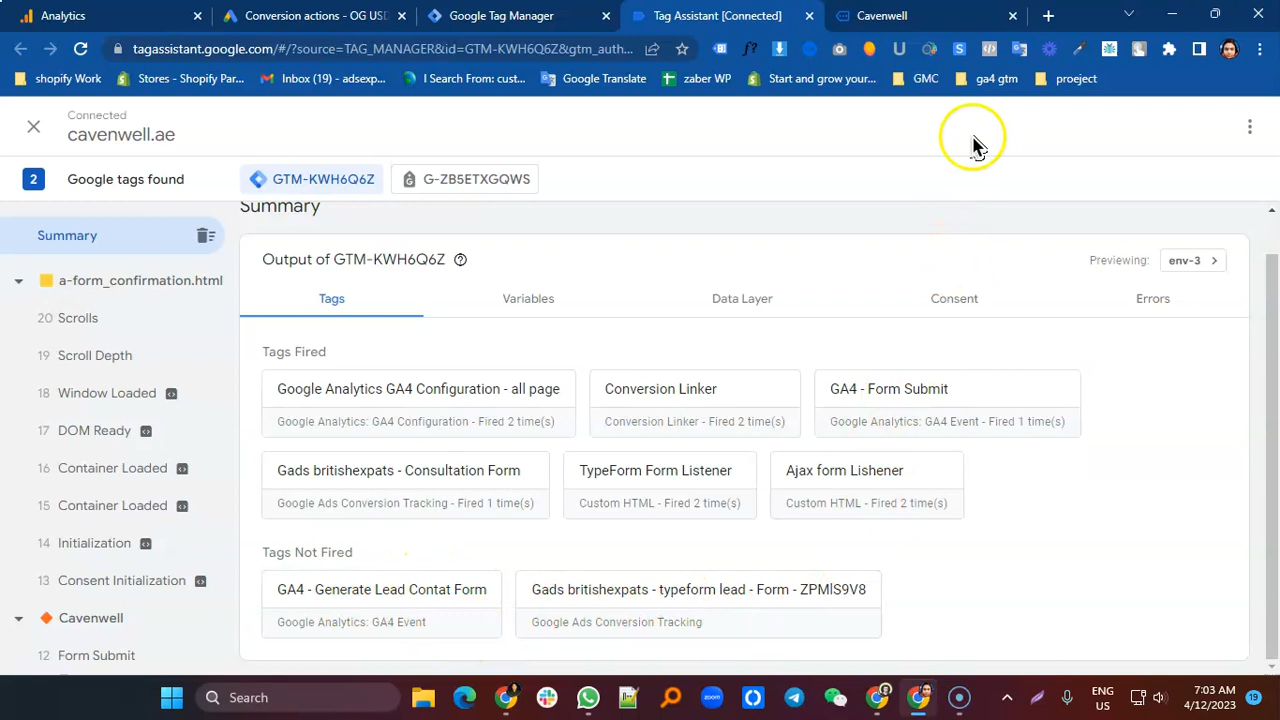 Analytics
Conversion actions - OG USD
Google Tag Manager
Tag Assistant [Connected]
Cavenwell
tagassistant.google.com/#/?source=TAG_MANAGER&id=GTM-KWH6Q6Z&gtm_auth...
shopify Work
Stores - Shopify Par...
Inbox (19) - adsexp...
I Search From: cust...
Google Translate
zaber WP
Start and grow your...
GMC
ga4 gtm
proeject
Connected
cavenwell.ae
2
Google tags found
GTM-KWH6Q6Z
G-ZB5ETXGQWS
Summary
a-form_confirmation.html
20 Scrolls
19 Scroll Depth
18 Window Loaded
17 DOM Ready
16 Container Loaded
15 Container Loaded
14 Initialization
13 Consent Initialization
Cavenwell
12 Form Submit
Summary
Output of GTM-KWH6Q6Z
Previewing: env-3
Tags
Variables
Data Layer
Consent
Errors
Tags Fired
Google Analytics GA4 Configuration - all page
Google Analytics: GA4 Configuration - Fired 2 time(s)
Conversion Linker
Conversion Linker - Fired 2 time(s)
GA4 - Form Submit
Google Analytics: GA4 Event - Fired 1 time(s)
Gads britishexpats - Consultation Form
Google Ads Conversion Tracking - Fired 1 time(s)
TypeForm Form Listener
Custom HTML - Fired 2 time(s)
Ajax form Lishener
Custom HTML - Fired 2 time(s)
Tags Not Fired
GA4 - Generate Lead Contat Form
Google Analytics: GA4 Event
Gads britishexpats - typeform lead - Form - ZPMlS9V8
Google Ads Conversion Tracking
Search
ENG
US
7:03 AM
4/12/2023
19